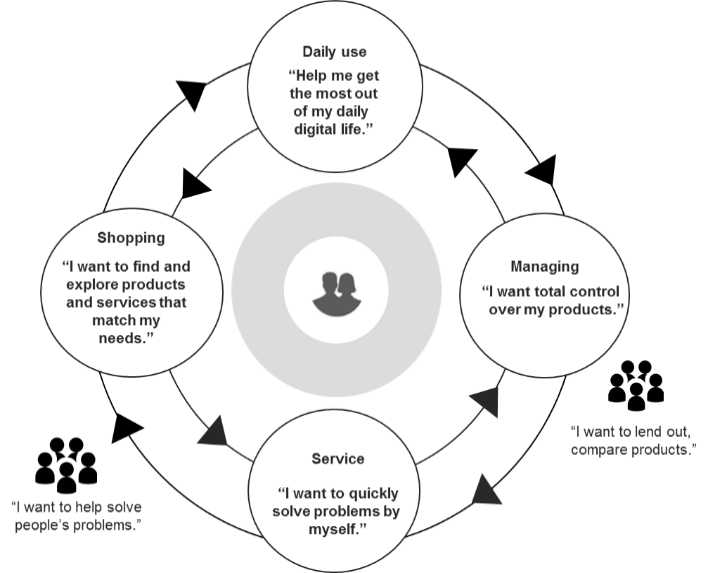 Daily use
“Help me get
the most out
of my daily
digital life.”
Shopping
“I want to find and
explore products
and services that
match my
needs.”
Managing
“I want total control
over my products.”
Service
“I want to quickly
solve problems by
myself.”
“I want to lend out,
compare products.”
“I want to help solve
people’s problems.”